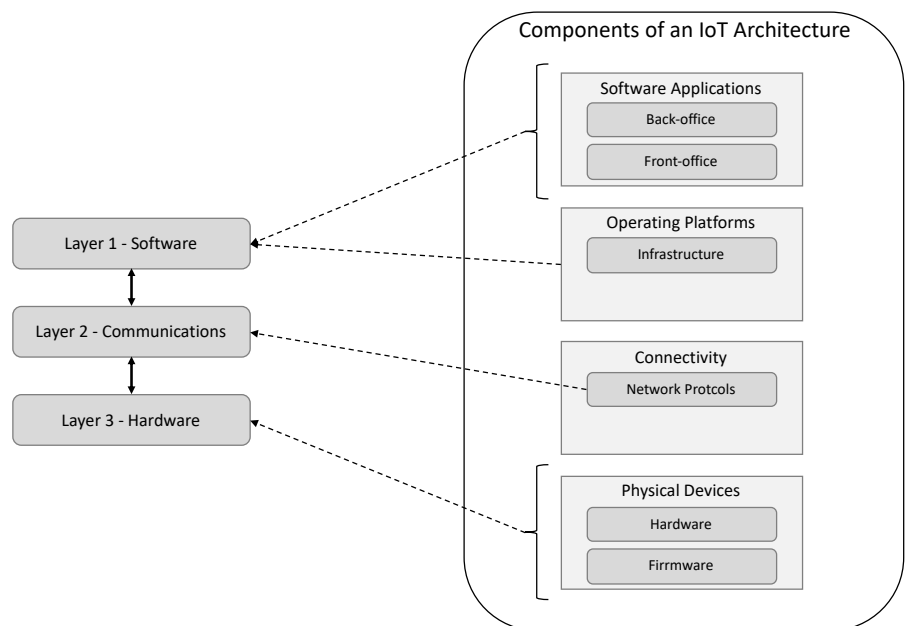 Components of an IoT Architecture
Software Applications
Back-office
Front-office
Layer 1 - Software
Operating Platforms
Infrastructure
Layer 2 - Communications
Connectivity
Network Protcols
Layer 3 - Hardware
Physical Devices
Hardware
Firrmware